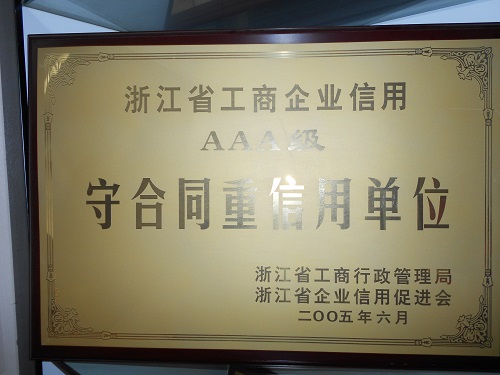 浙江省工商企业信用
AAA级
守合同重信用单位
浙江省工商行政管理局
浙江省企业信用促进会
二〇〇五年六月